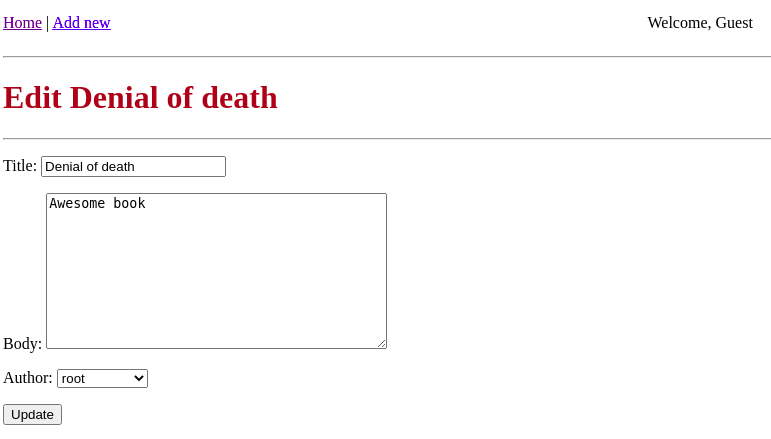 Home | Add new Welcome, Guest
Edit Denial of death
Title: Denial of death
Awesome book
Body:
Author: root
Update